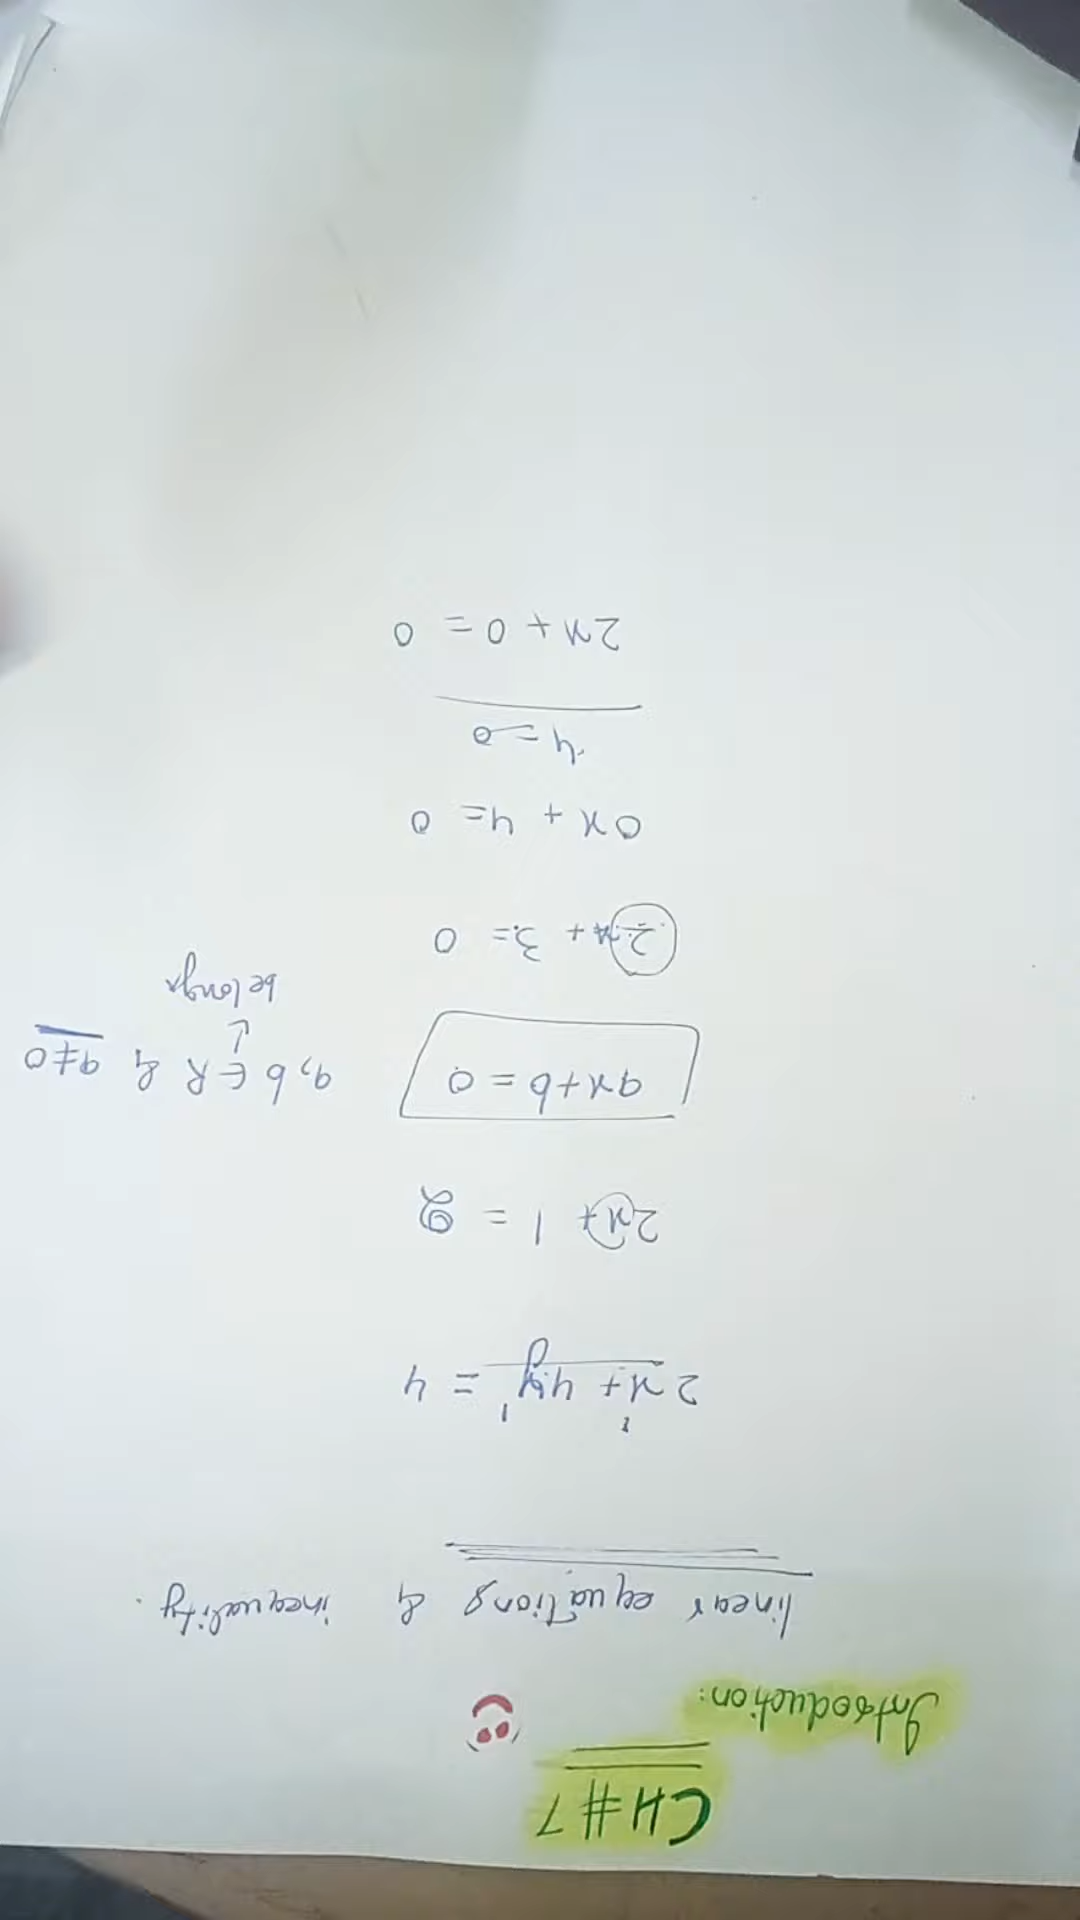 CH # 7
Introduction:
linear equations & inequality.
2x + 4y = 4
2x + 1 = 2
ax+b = 0 a, b ∈ R & a≠0
belongs
2x + 3 = 0
0x + 4 = 0
4 = 0
2x + 0 = 0